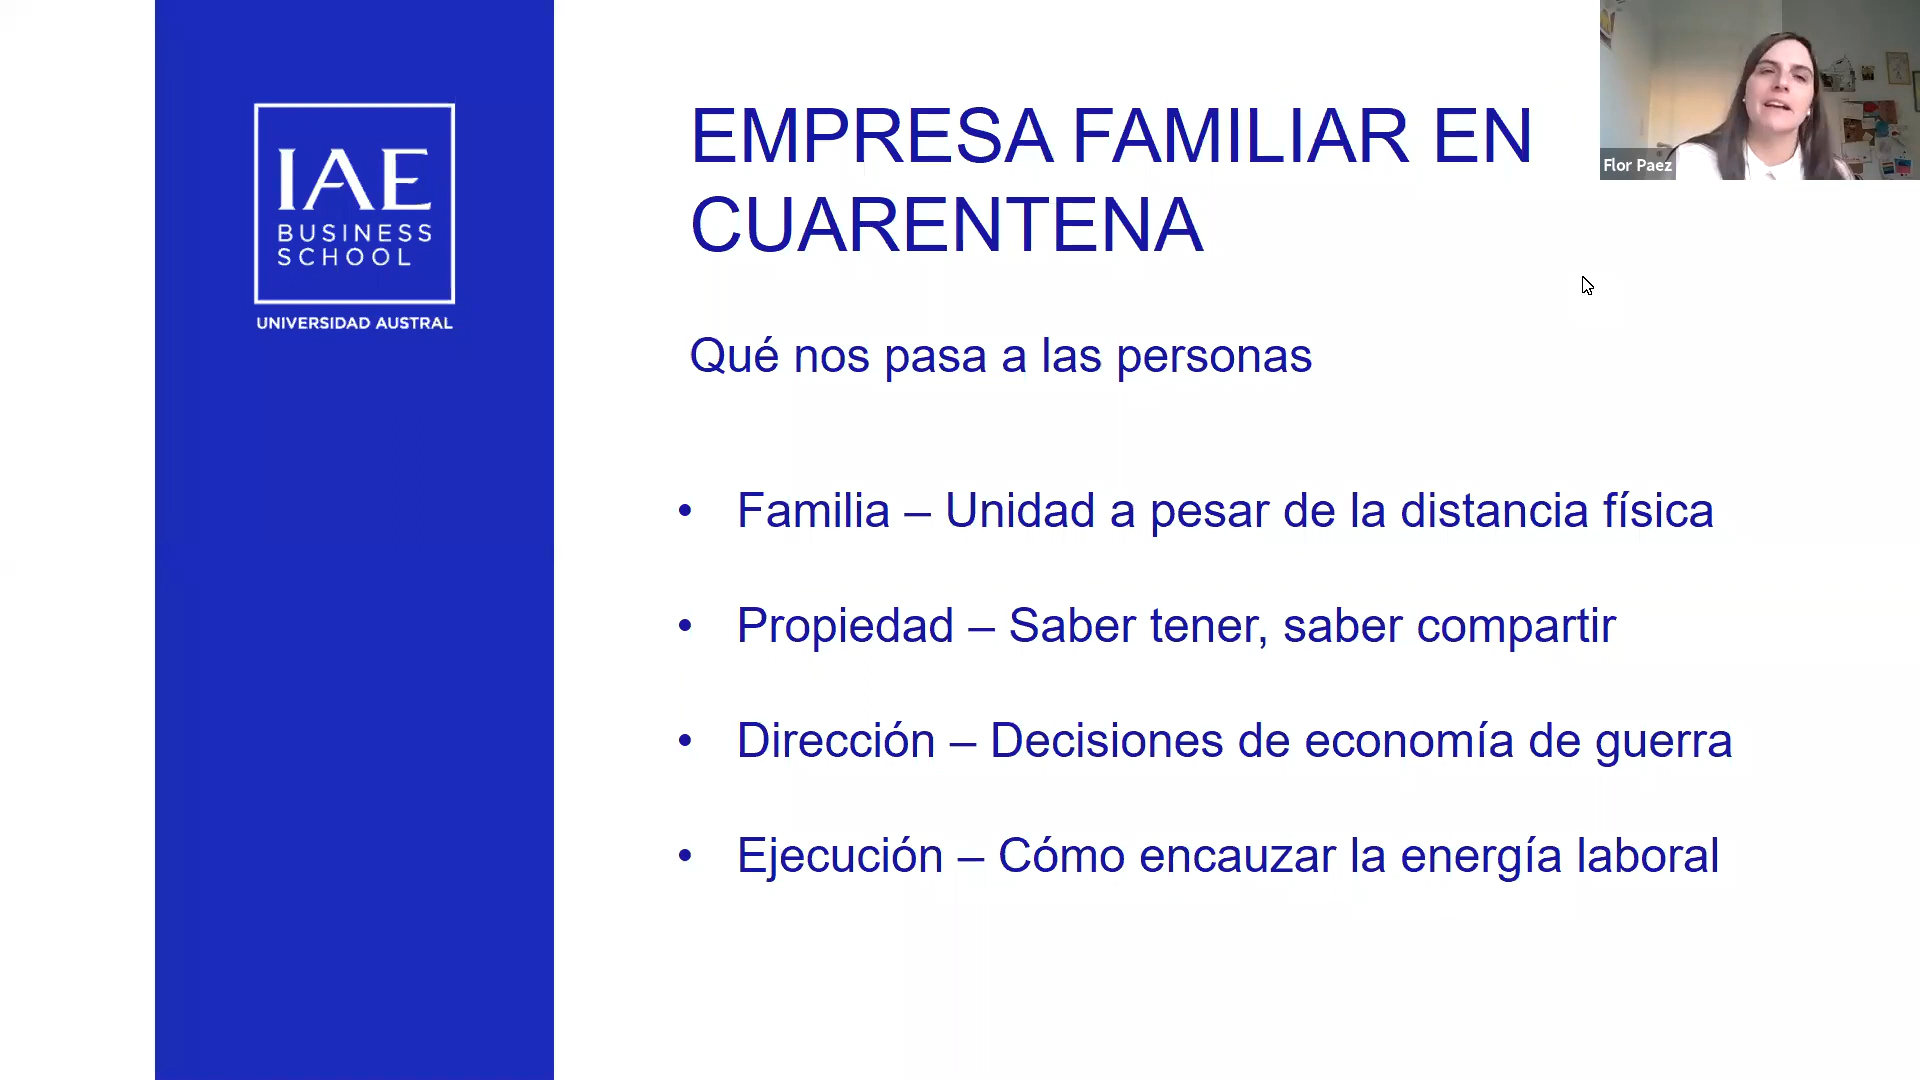 IAE
BUSINESS
SCHOOL
UNIVERSIDAD AUSTRAL
EMPRESA FAMILIAR EN
CUARENTENA
Flor Paez
Qué nos pasa a las personas
• Familia – Unidad a pesar de la distancia física
• Propiedad – Saber tener, saber compartir
• Dirección – Decisiones de economía de guerra
• Ejecución – Cómo encauzar la energía laboral